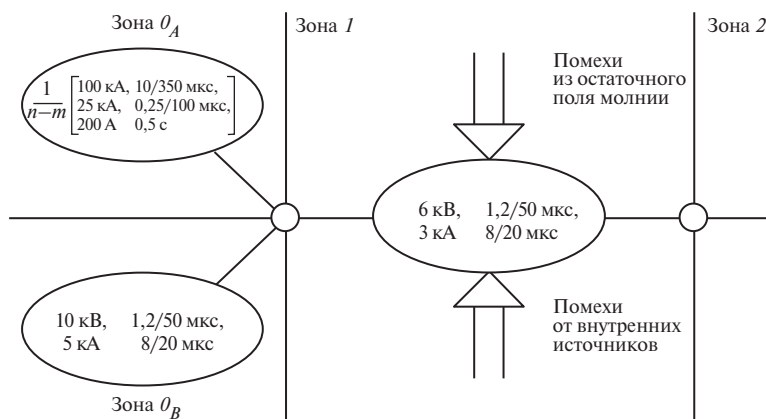 Зона 0_A
1/(n–m) [100 кА, 10/350 мкс,
25 кА, 0,25/100 мкс,
200 А 0,5 с]
Зона 1
Помехи
из остаточного
поля молнии
Зона 2
6 кВ, 1,2/50 мкс,
3 кА 8/20 мкс
10 кВ, 1,2/50 мкс,
5 кА 8/20 мкс
Зона 0_B
Помехи
от внутренних
источников